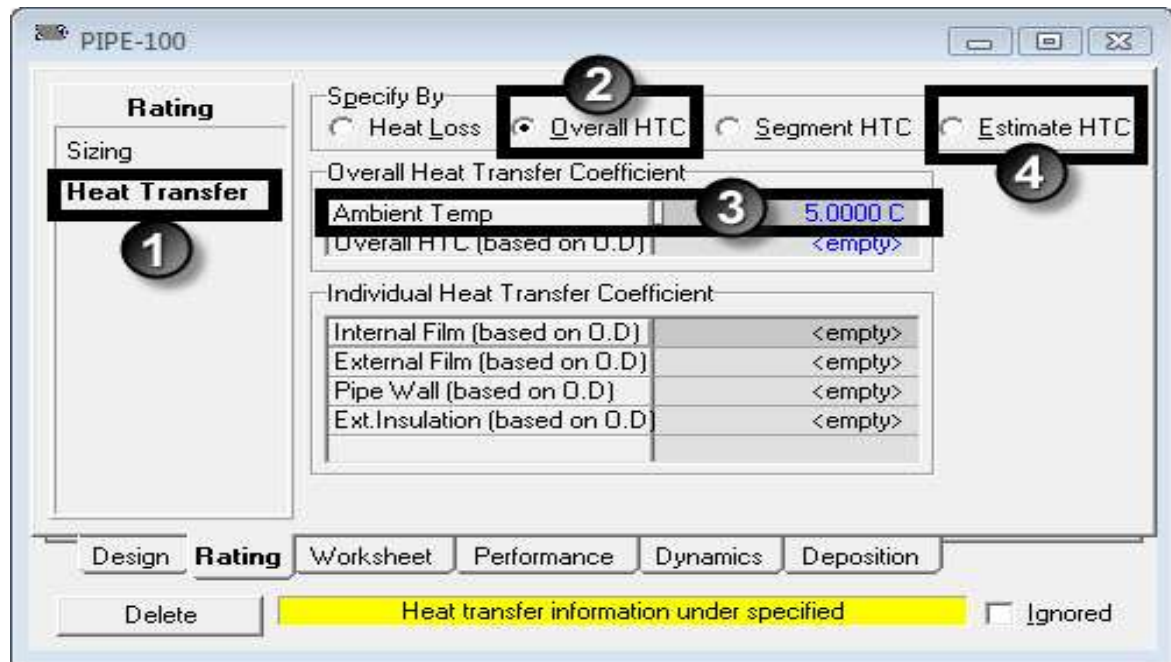 PIPE-100
Rating
Sizing
Heat Transfer
1
Specify By
Heat Loss
Overall HTC
Segment HTC
Estimate HTC
2
4
Overall Heat Transfer Coefficient
Ambient Temp 3 5.0000 C
Overall HTC (based on O.D) <empty>
Individual Heat Transfer Coefficient
Internal Film (based on O.D) <empty>
External Film (based on O.D) <empty>
Pipe Wall (based on O.D) <empty>
Ext.Insulation (based on O.D) <empty>
Design Rating Worksheet Performance Dynamics Deposition
Delete Heat transfer information under specified Ignored